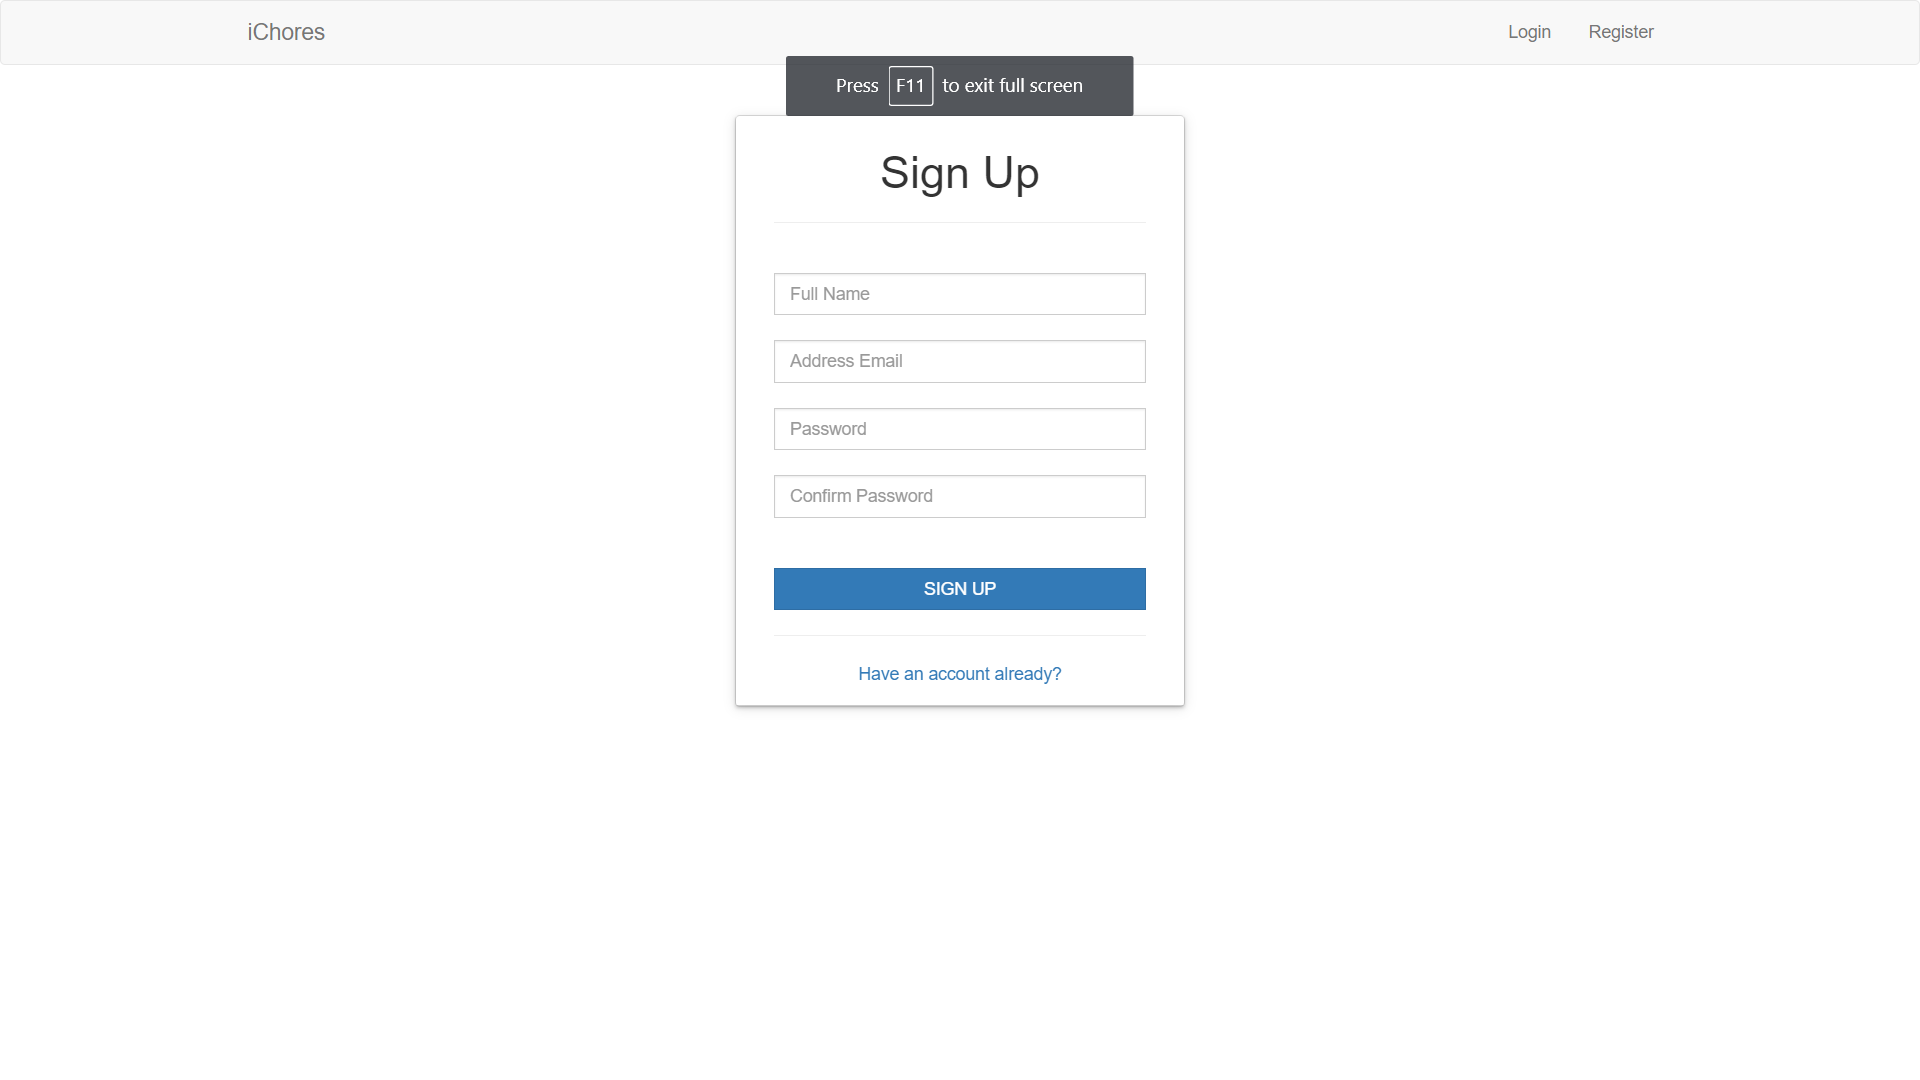 iChores
Login
Register
Press F11 to exit full screen
Sign Up
Full Name
Address Email
Password
Confirm Password
SIGN UP
Have an account already?